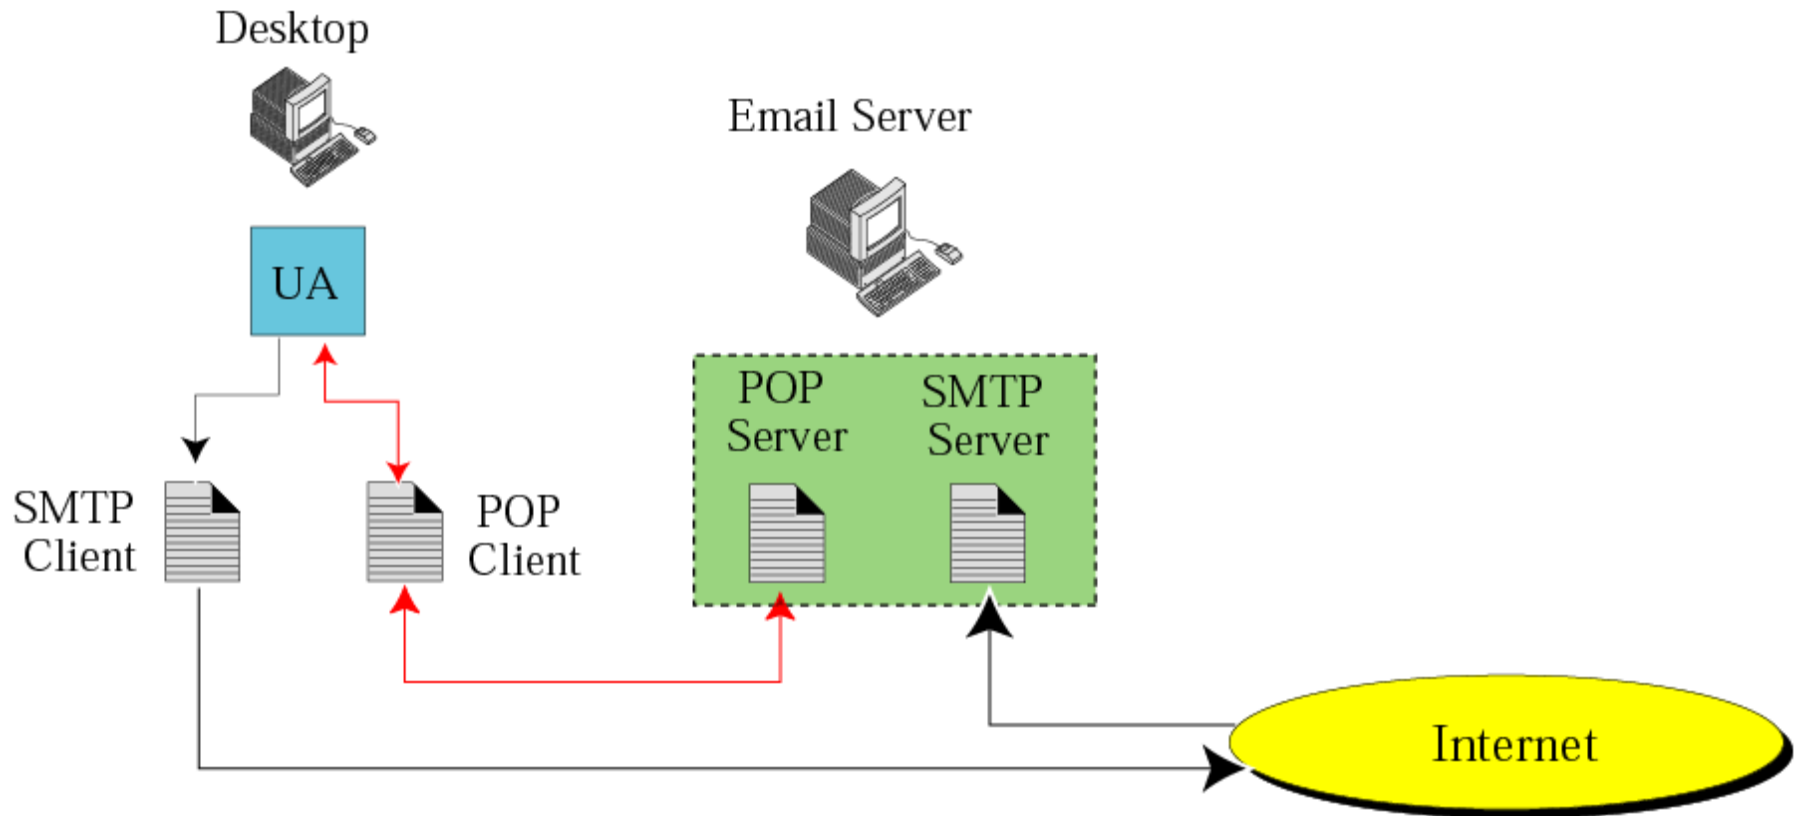 Desktop
Email Server
UA
POP
Server
SMTP
Server
SMTP
Client
POP
Client
Internet